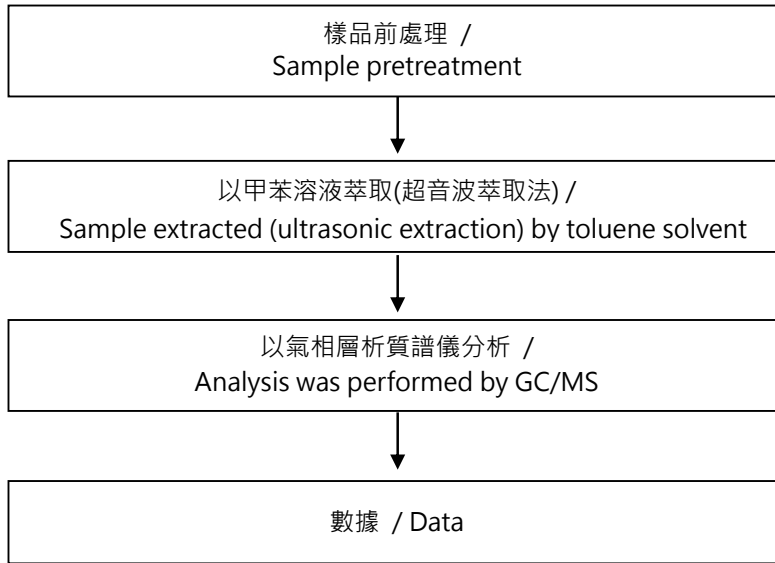 樣品前處理 /
Sample pretreatment
以甲苯溶液萃取(超音波萃取法) /
Sample extracted (ultrasonic extraction) by toluene solvent
以氣相層析質譜儀分析 /
Analysis was performed by GC/MS
數據 / Data